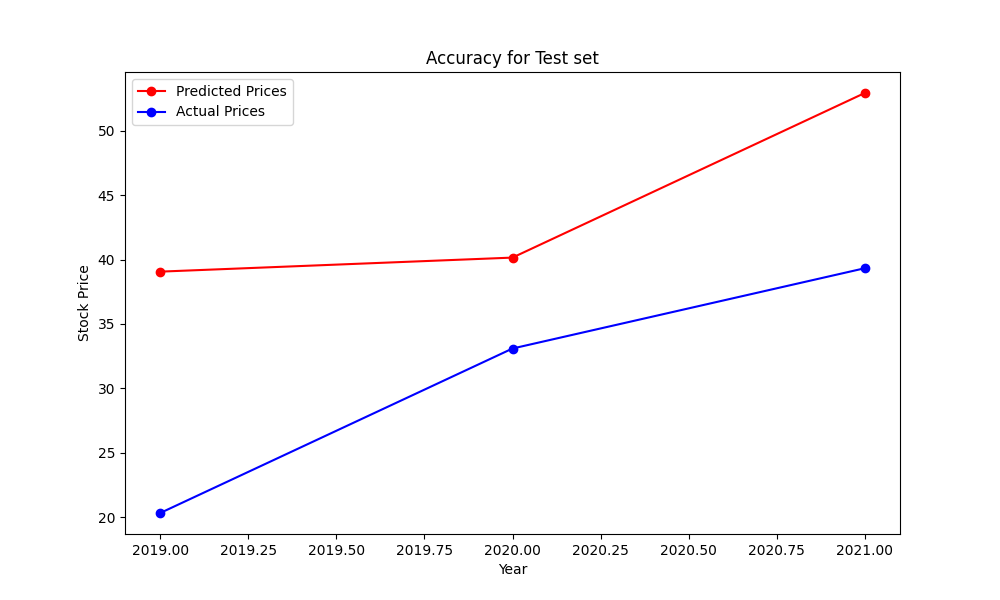 Accuracy for Test set
Predicted Prices
Actual Prices
50
45
40
35
30
25
20
Stock Price
2019.00 2019.25 2019.50 2019.75 2020.00 2020.25 2020.50 2020.75 2021.00
Year